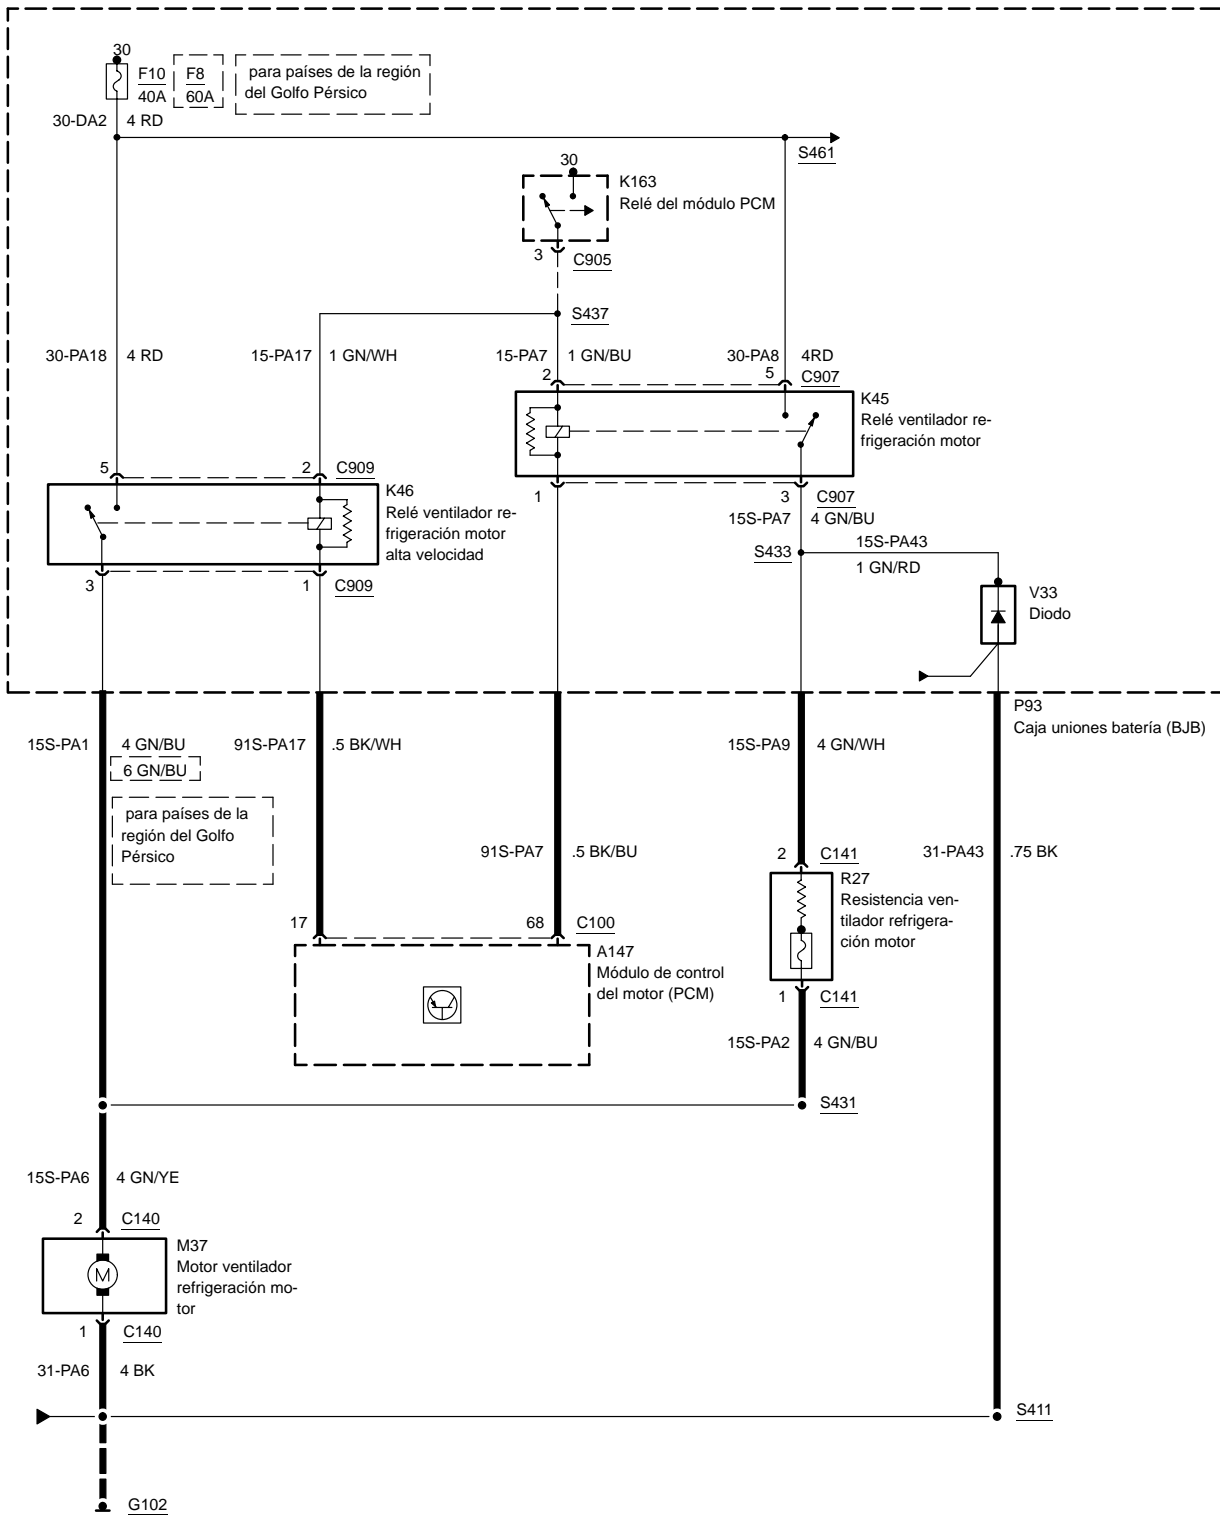 30
F10
40A
F8
60A
para países de la región
del Golfo Pérsico
30-DA2
4 RD
S461
30
K163
Relé del módulo PCM
3
C905
S437
30-PA18
4 RD
15-PA17
1 GN/WH
15-PA7
1 GN/BU
30-PA8
4RD
2
5
C907
K45
Relé ventilador re-
frigeración motor
5
2
C909
K46
Relé ventilador re-
frigeración motor
alta velocidad
1
3
C907
15S-PA7
4 GN/BU
S433
15S-PA43
1 GN/RD
3
1
C909
V33
Diodo
P93
Caja uniones batería (BJB)
15S-PA1
4 GN/BU
6 GN/BU
91S-PA17
.5 BK/WH
15S-PA9
4 GN/WH
para países de la
región del Golfo
Pérsico
91S-PA7
.5 BK/BU
2
C141
31-PA43
.75 BK
R27
Resistencia ven-
tilador refrigera-
ción motor
17
68
C100
A147
Módulo de control
del motor (PCM)
1
C141
15S-PA2
4 GN/BU
S431
15S-PA6
4 GN/YE
2
C140
M37
Motor ventilador
refrigeración mo-
tor
M
1
C140
31-PA6
4 BK
S411
G102